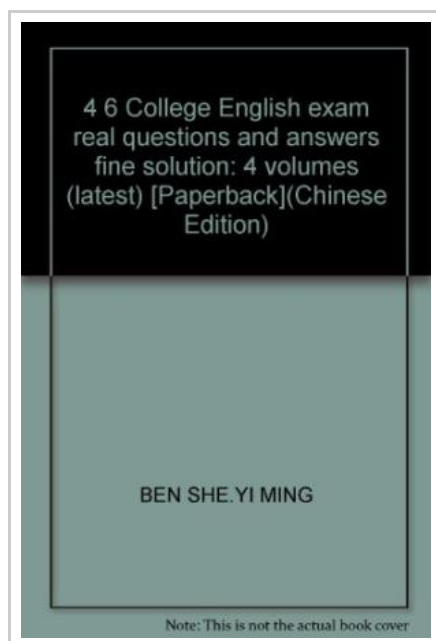 4 6 College English exam
real questions and answers
fine solution: 4 volumes
(latest) [Paperback](Chinese
Edition)
BEN SHE.YI MING
Note: This is not the actual book cover